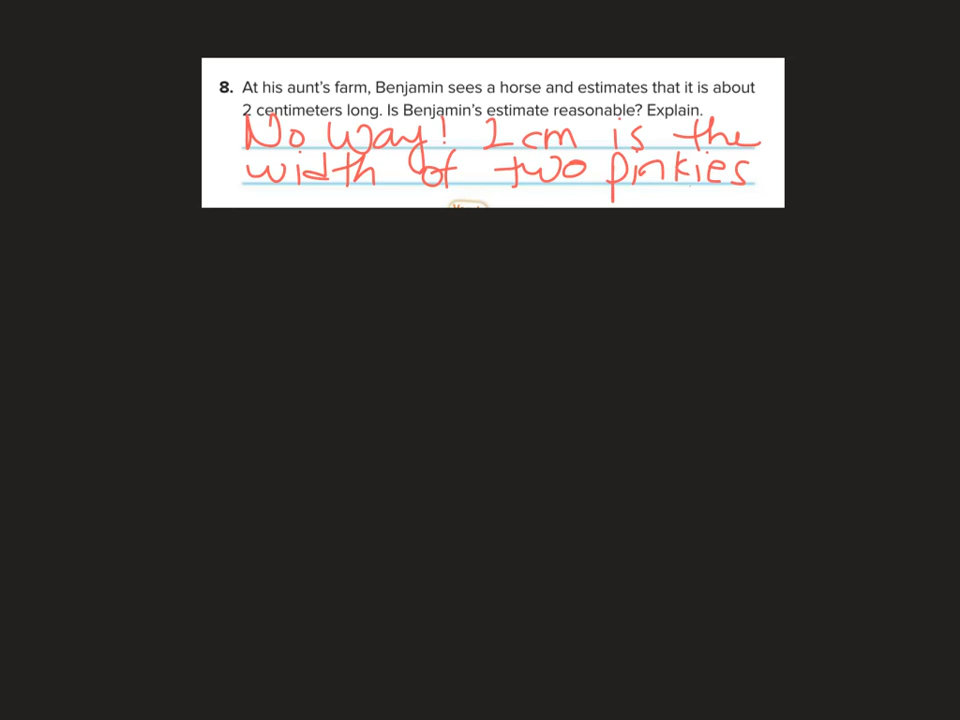 8. At his aunt's farm, Benjamin sees a horse and estimates that it is about
2 centimeters long. Is Benjamin's estimate reasonable? Explain.
No way! 2 cm is the
width of two pinkies